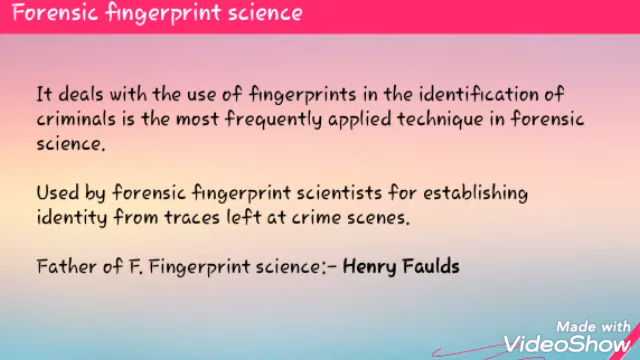 Forensic fingerprint science
It deals with the use of fingerprints in the identification of
criminals is the most frequently applied technique in forensic
science.
Used by forensic fingerprint scientists for establishing
identity from traces left at crime scenes.
Father of F. Fingerprint science:- Henry Faulds
Made with
VideoShow